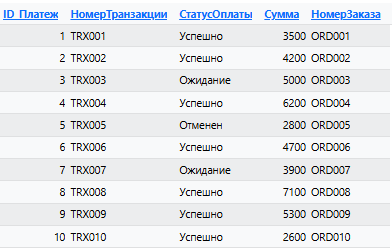 ID_Платеж НомерТранзакции СтатусОплаты Сумма НомерЗаказа
1 TRX001 Успешно 3500 ORD001
2 TRX002 Успешно 4200 ORD002
3 TRX003 Ожидание 5000 ORD003
4 TRX004 Успешно 6200 ORD004
5 TRX005 Отменен 2800 ORD005
6 TRX006 Успешно 4700 ORD006
7 TRX007 Ожидание 3900 ORD007
8 TRX008 Успешно 7100 ORD008
9 TRX009 Успешно 5300 ORD009
10 TRX010 Успешно 2600 ORD010